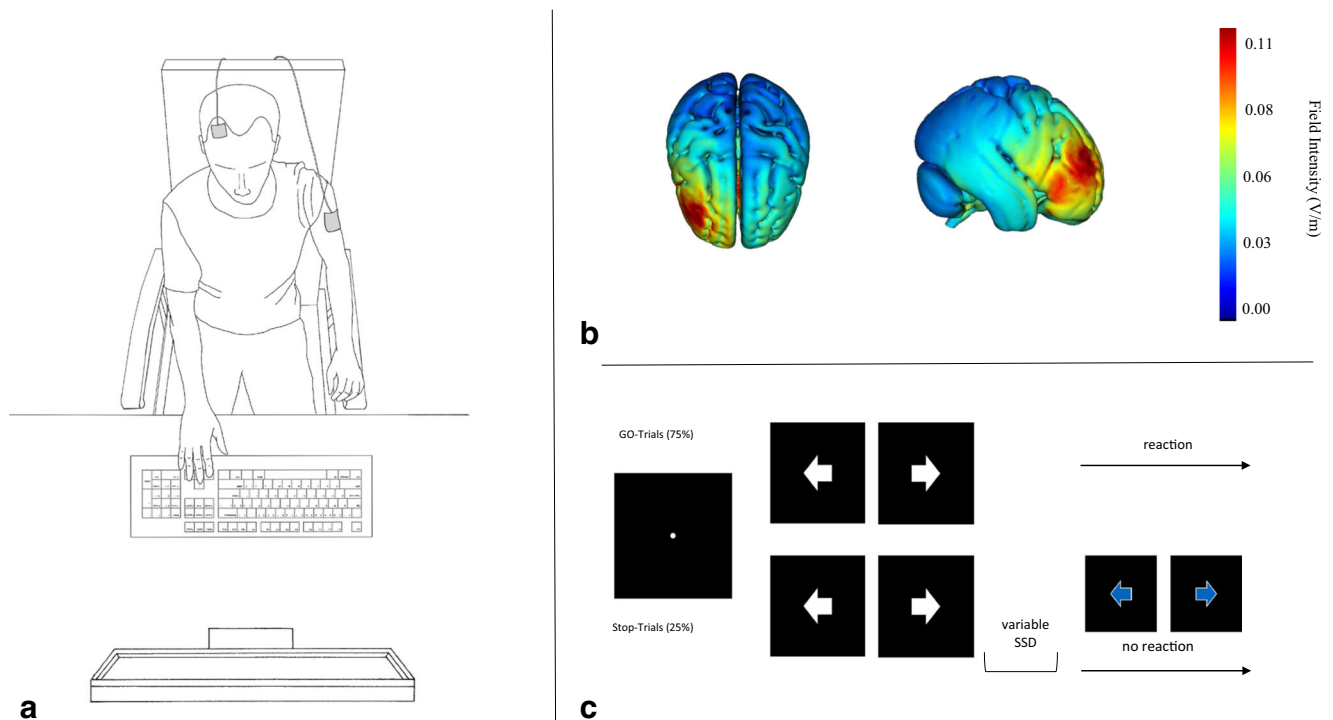 a
0.11
0.08
0.06
0.03
0.00
Field Intensity (V/m)
b
GO-Trials (75%)
reaction
Stop-Trials (25%)
variable
SSD
no reaction
c